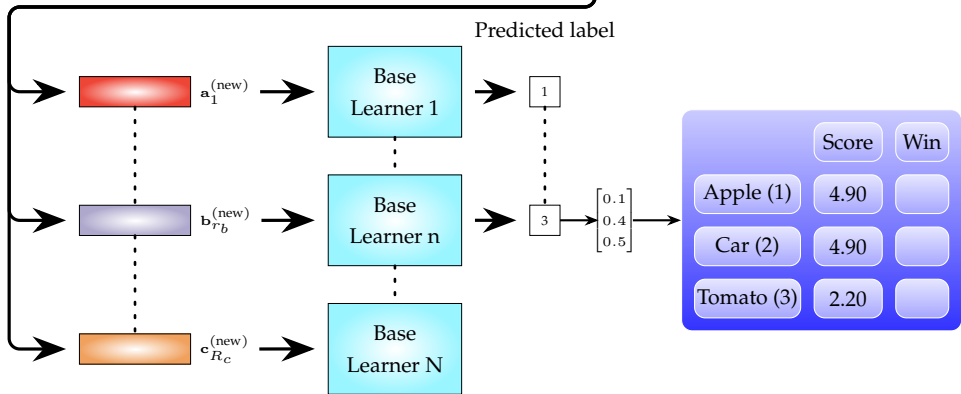 Predicted label
a_1^(new)
Base
Learner 1
1
Score Win
Apple (1) 4.90
b_{r_b}^(new)
Base
Learner n
3
[0.1
0.4
0.5]
Car (2) 4.90
Tomato (3) 2.20
c_{R_c}^(new)
Base
Learner N